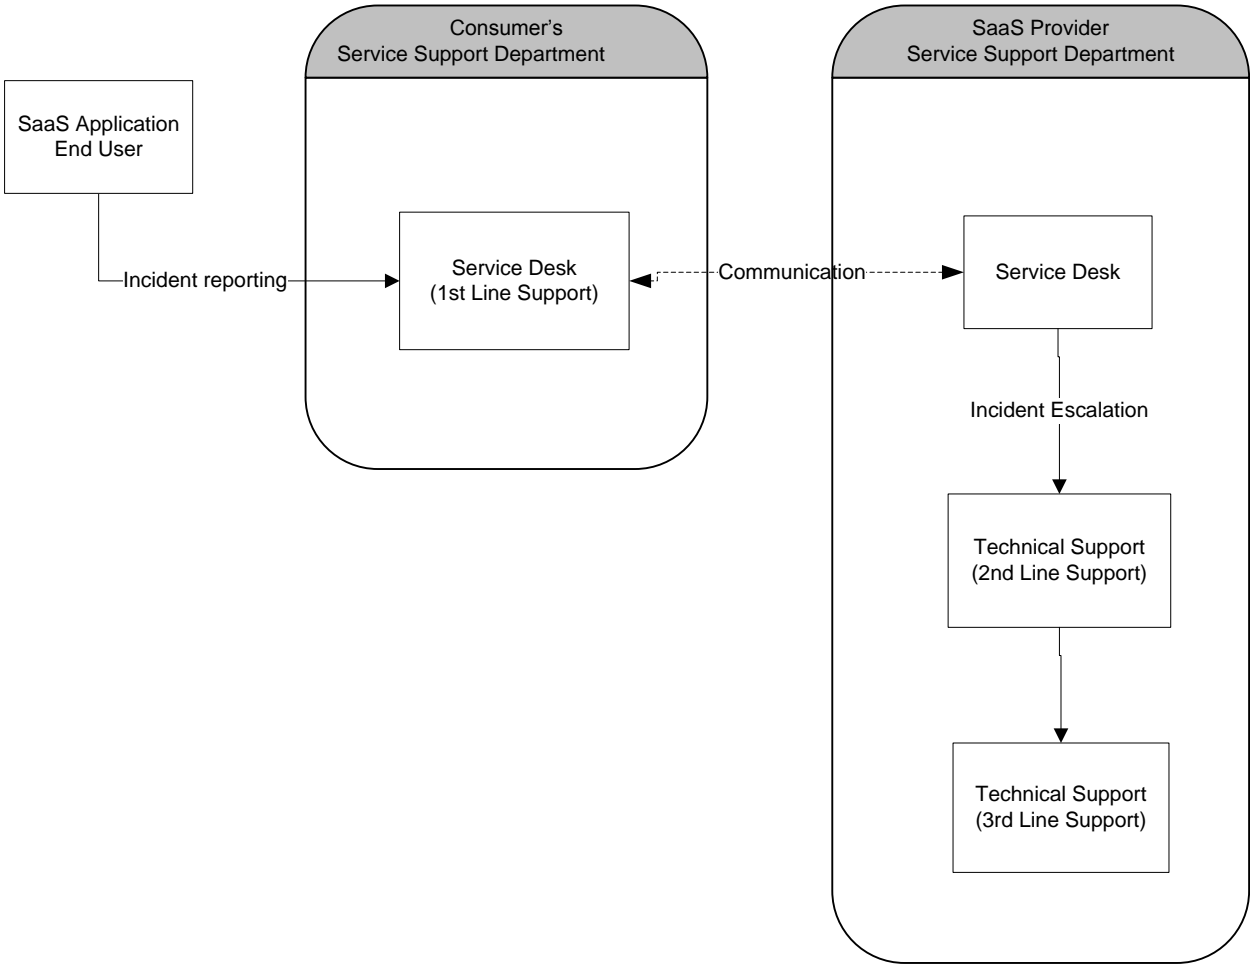 Consumer's
Service Support Department
SaaS Provider
Service Support Department
SaaS Application
End User
Incident reporting
Service Desk
(1st Line Support)
Communication
Service Desk
Incident Escalation
Technical Support
(2nd Line Support)
Technical Support
(3rd Line Support)